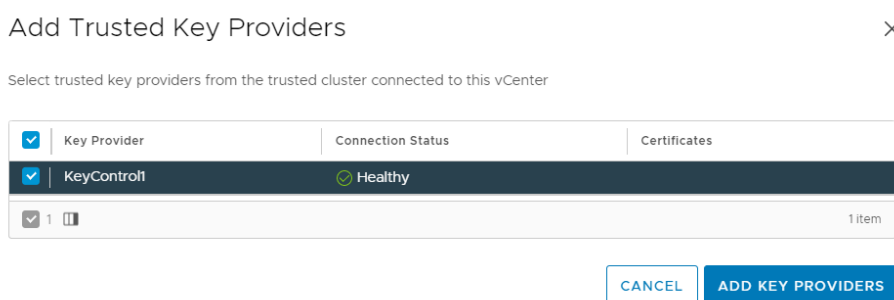 Add Trusted Key Providers
Select trusted key providers from the trusted cluster connected to this vCenter
Key Provider Connection Status Certificates
KeyControl1 Healthy
1 1 item
CANCEL ADD KEY PROVIDERS